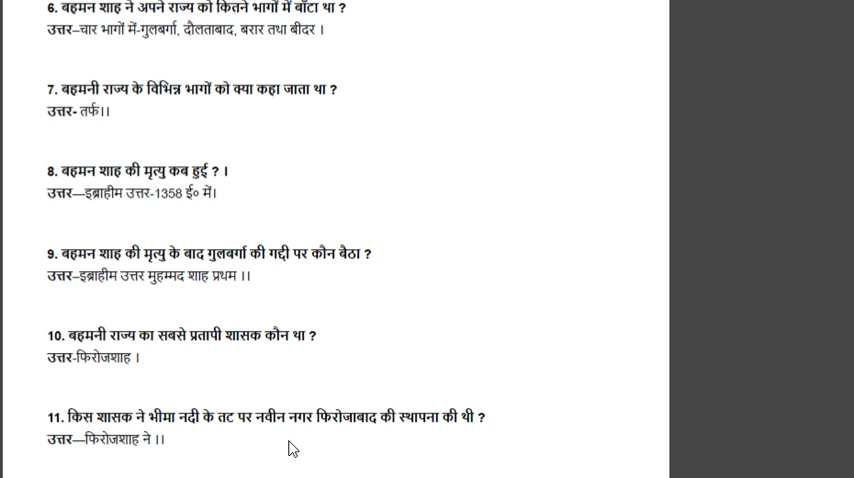 6. बहमन शाह ने अपने राज्य को कितने भागों में बाँटा था ?
उत्तर–चार भागों में-गुलबर्गा, दौलताबाद, बरार तथा बीदर ।
7. बहमनी राज्य के विभिन्न भागों को क्या कहा जाता था ?
उत्तर- तर्फ।।
8. बहमन शाह की मृत्यु कब हुई ? ।
उत्तर—इब्राहीम उत्तर-1358 ई० में।
9. बहमन शाह की मृत्यु के बाद गुलबर्गा की गद्दी पर कौन बैठा ?
उत्तर–इब्राहीम उत्तर मुहम्मद शाह प्रथम ।।
10. बहमनी राज्य का सबसे प्रतापी शासक कौन था ?
उत्तर-फिरोजशाह ।
11. किस शासक ने भीमा नदी के तट पर नवीन नगर फिरोजाबाद की स्थापना की थी ?
उत्तर—फिरोजशाह ने ।।